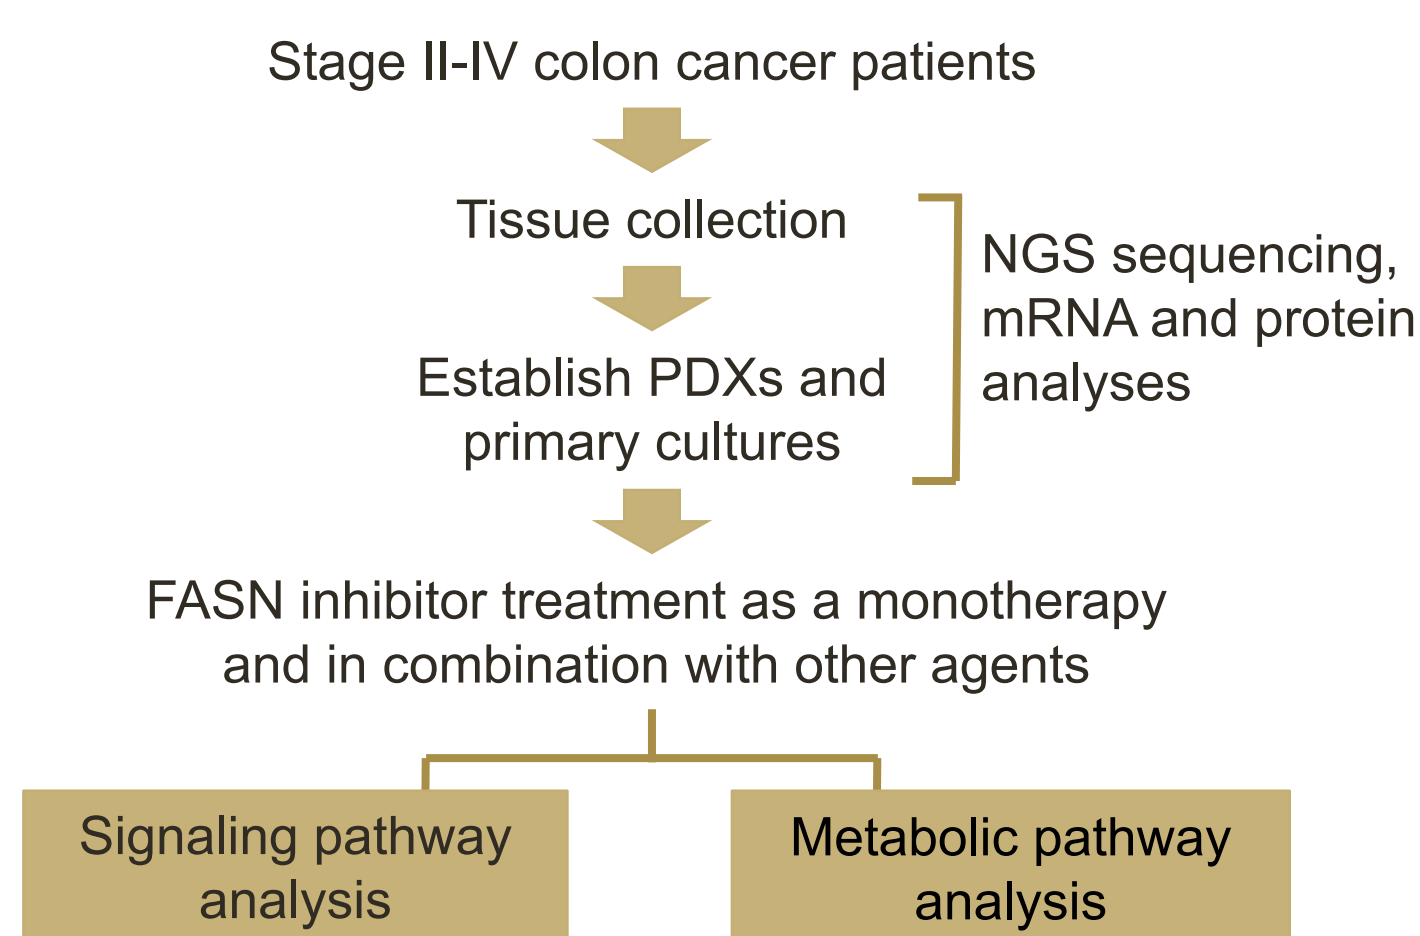 Stage II-IV colon cancer patients
Tissue collection
NGS sequencing,
mRNA and protein
analyses
Establish PDXs and
primary cultures
FASN inhibitor treatment as a monotherapy
and in combination with other agents
Signaling pathway
analysis
Metabolic pathway
analysis